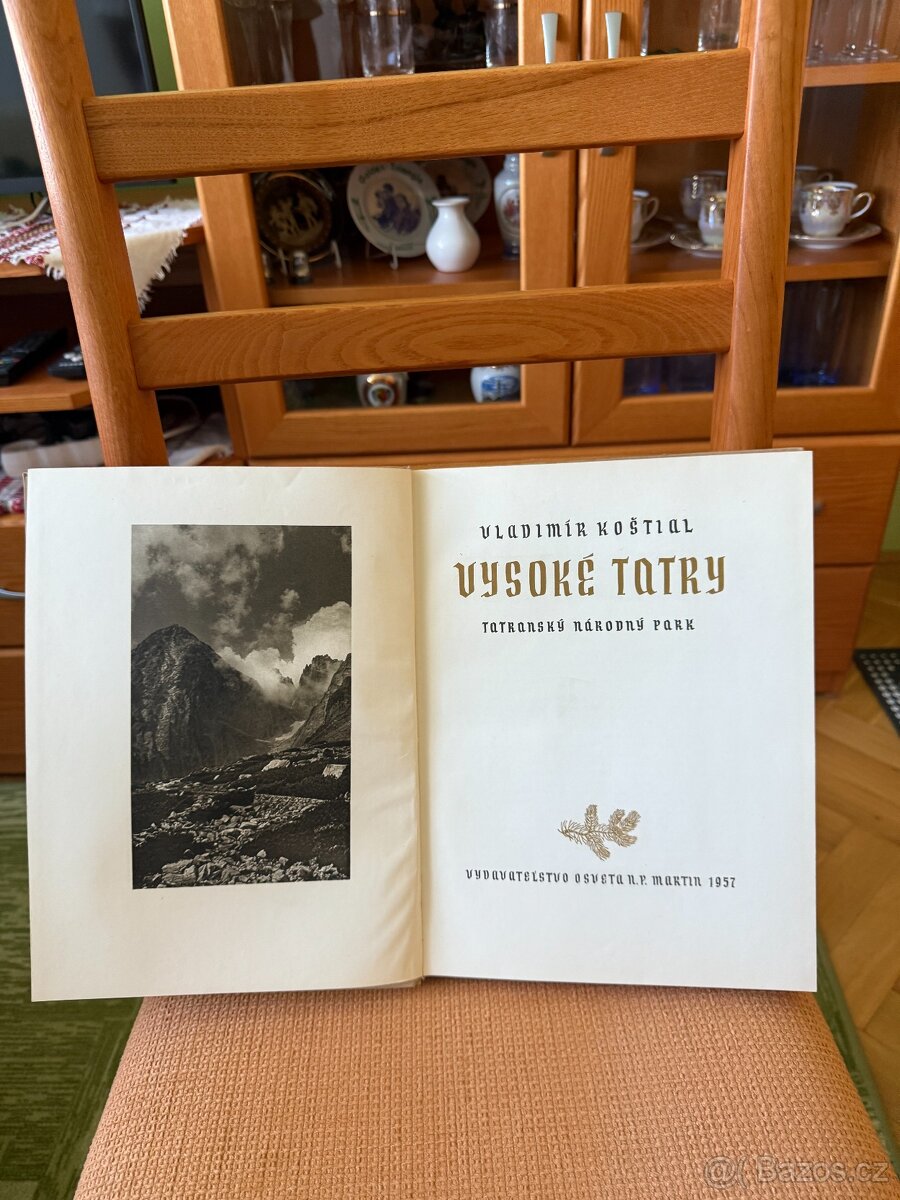 VLADIMÍR KOŠTIAL
VYSOKÉ TATRY
TATRANSKÝ NÁRODNÝ PARK
VYDAVATEĽSTVO OSVETA N.P. MARTIN 1957
Bazos.cz